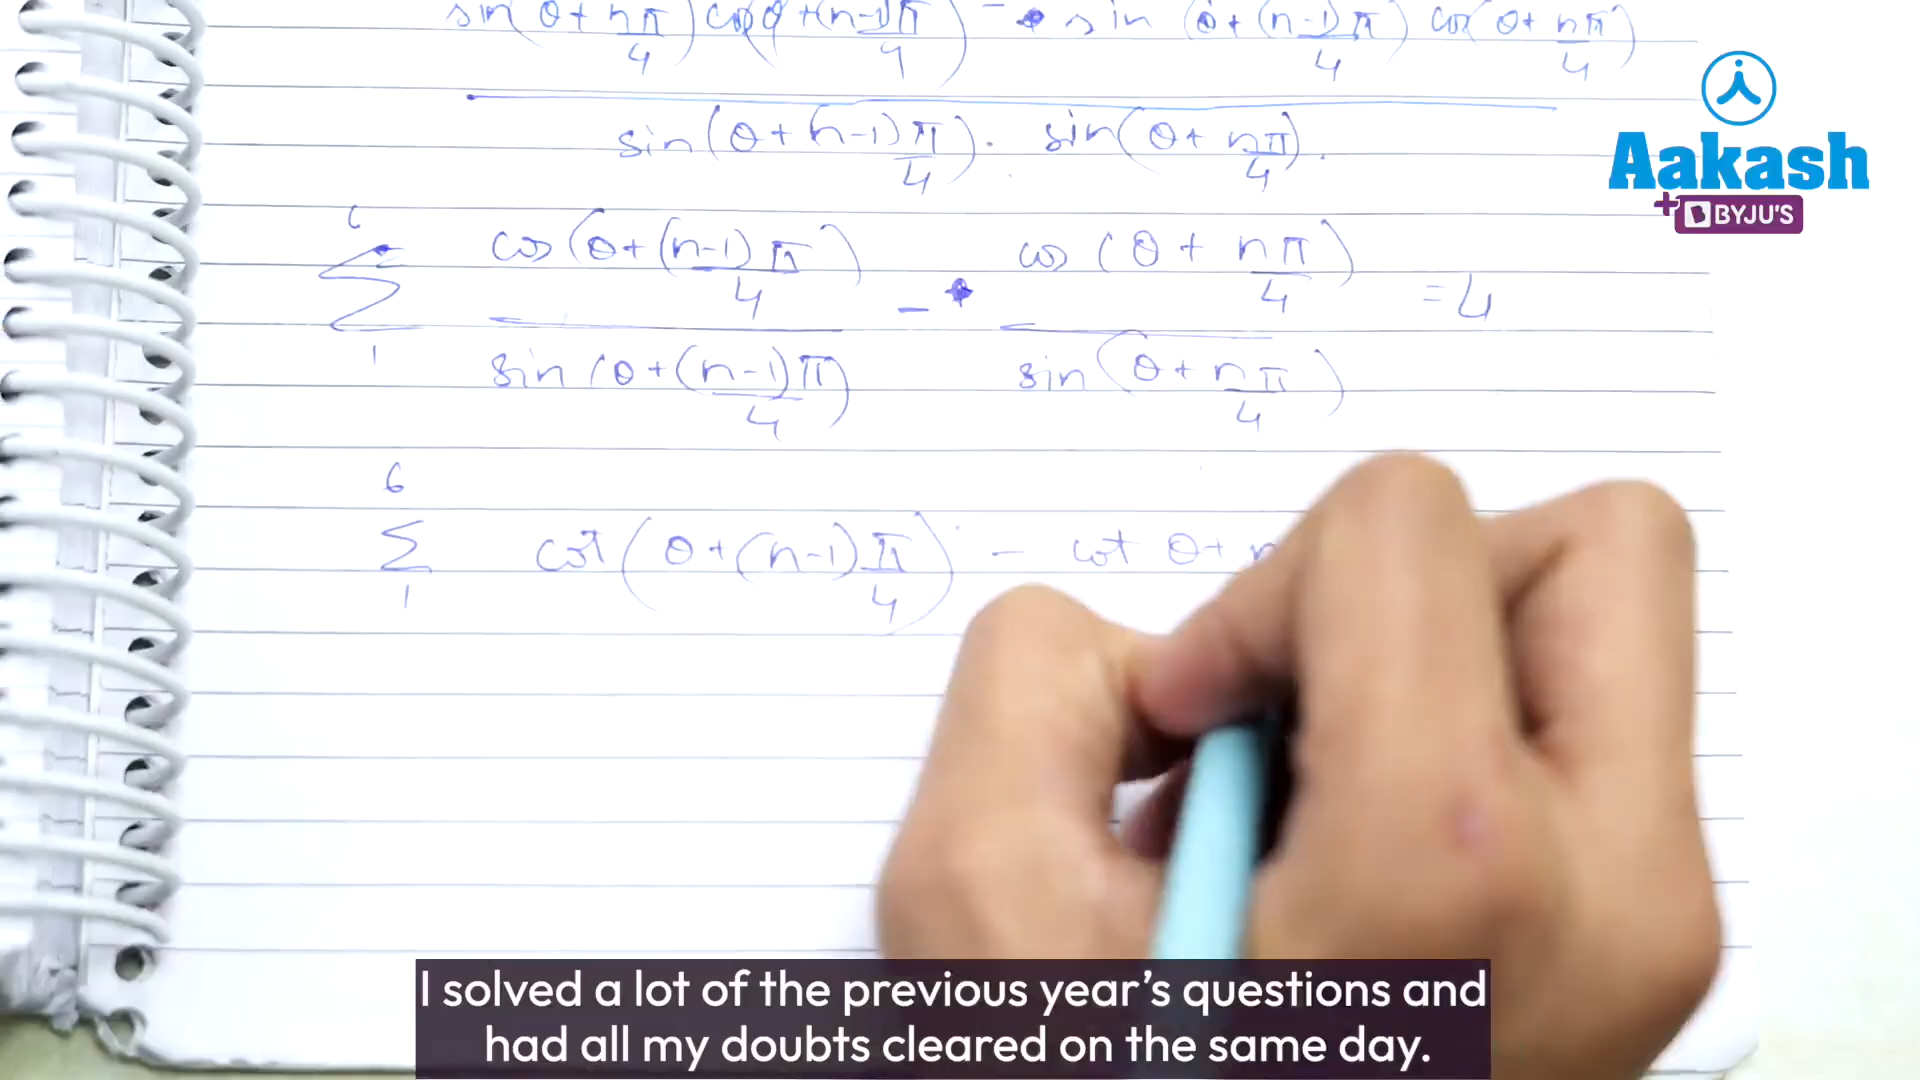 sin(θ + nπ/4) cos(θ + (n-1)π/4) - sin(θ + (n-1)π/4) cos(θ + nπ/4)
sin(θ + (n-1)π/4) . sin(θ + nπ/4).
6 Σ 1 cos(θ + (n-1)π/4) / sin(θ + (n-1)π/4) - cos(θ + nπ/4) / sin(θ + nπ/4) = 4
6 Σ 1 cot(θ + (n-1)π/4) - cot θ + n
Aakash
+ B BYJU'S
I solved a lot of the previous year's questions and
had all my doubts cleared on the same day.